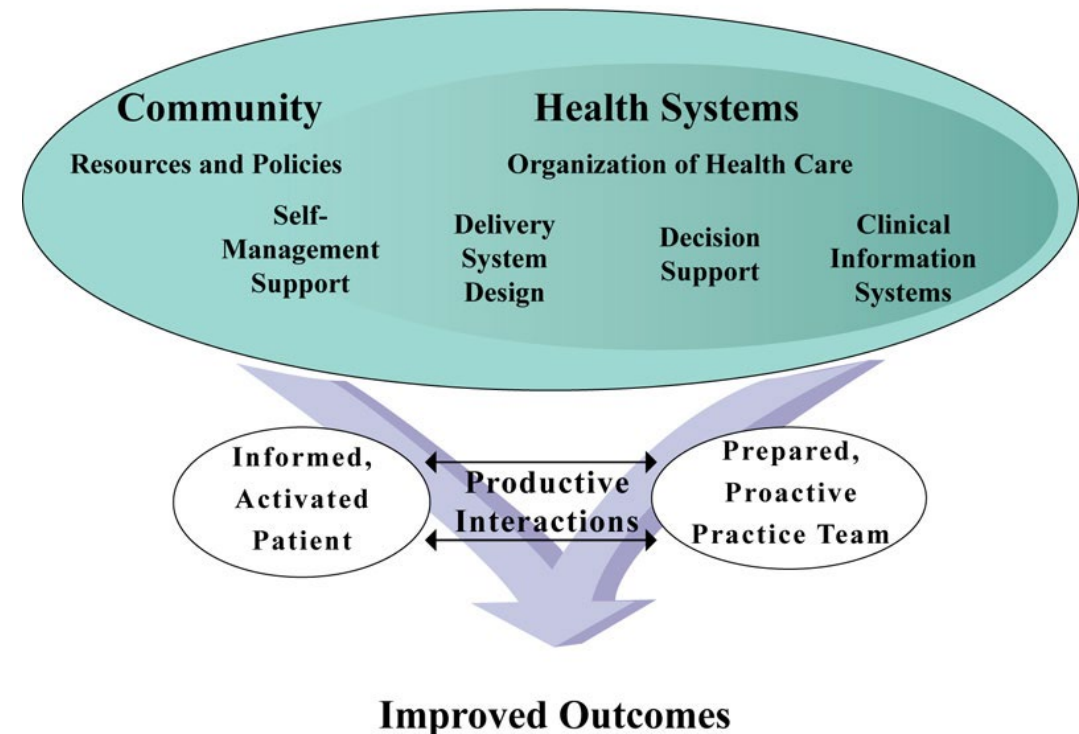 Community
Resources and Policies
Health Systems
Organization of Health Care
Self-
Management
Support
Delivery
System
Design
Decision
Support
Clinical
Information
Systems
Informed,
Activated
Patient
Productive
Interactions
Prepared,
Proactive
Practice Team
Improved Outcomes